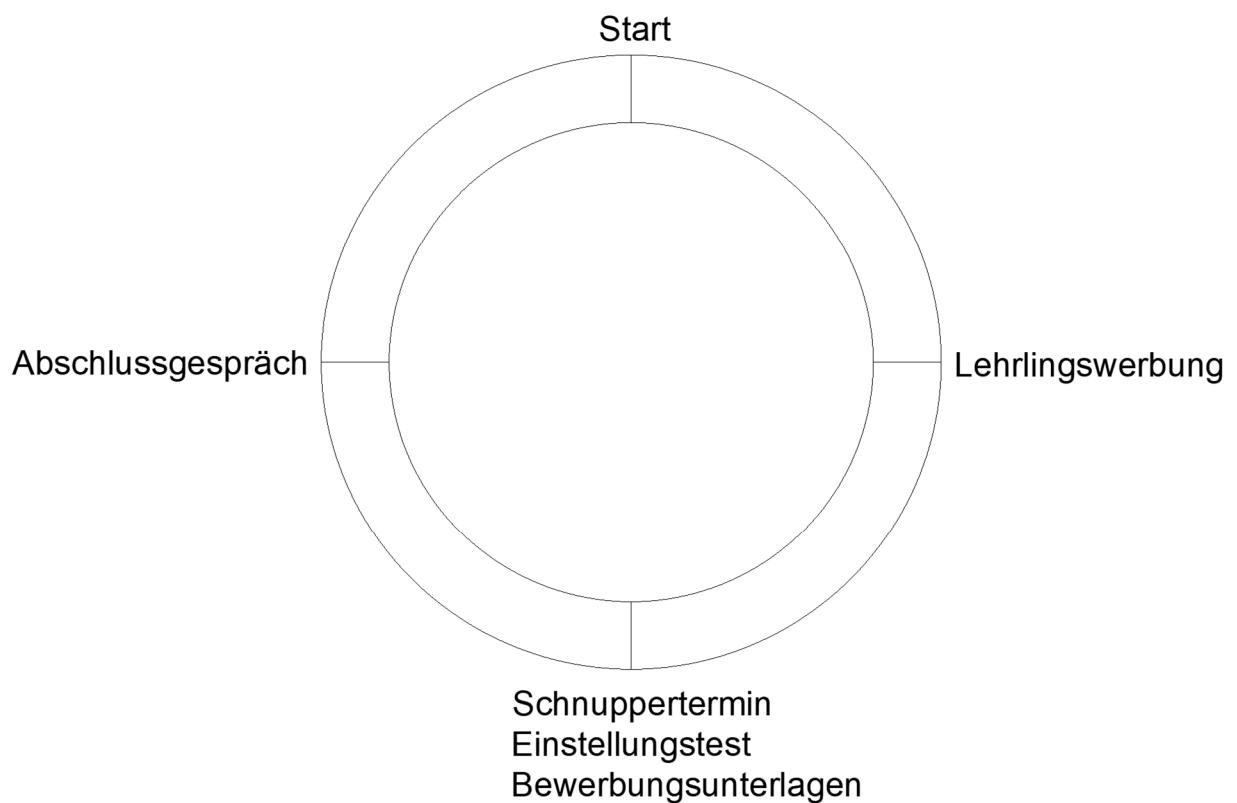 Start
Abschlussgespräch
Lehrlingswerbung
Schnuppertermin
Einstellungstest
Bewerbungsunterlagen